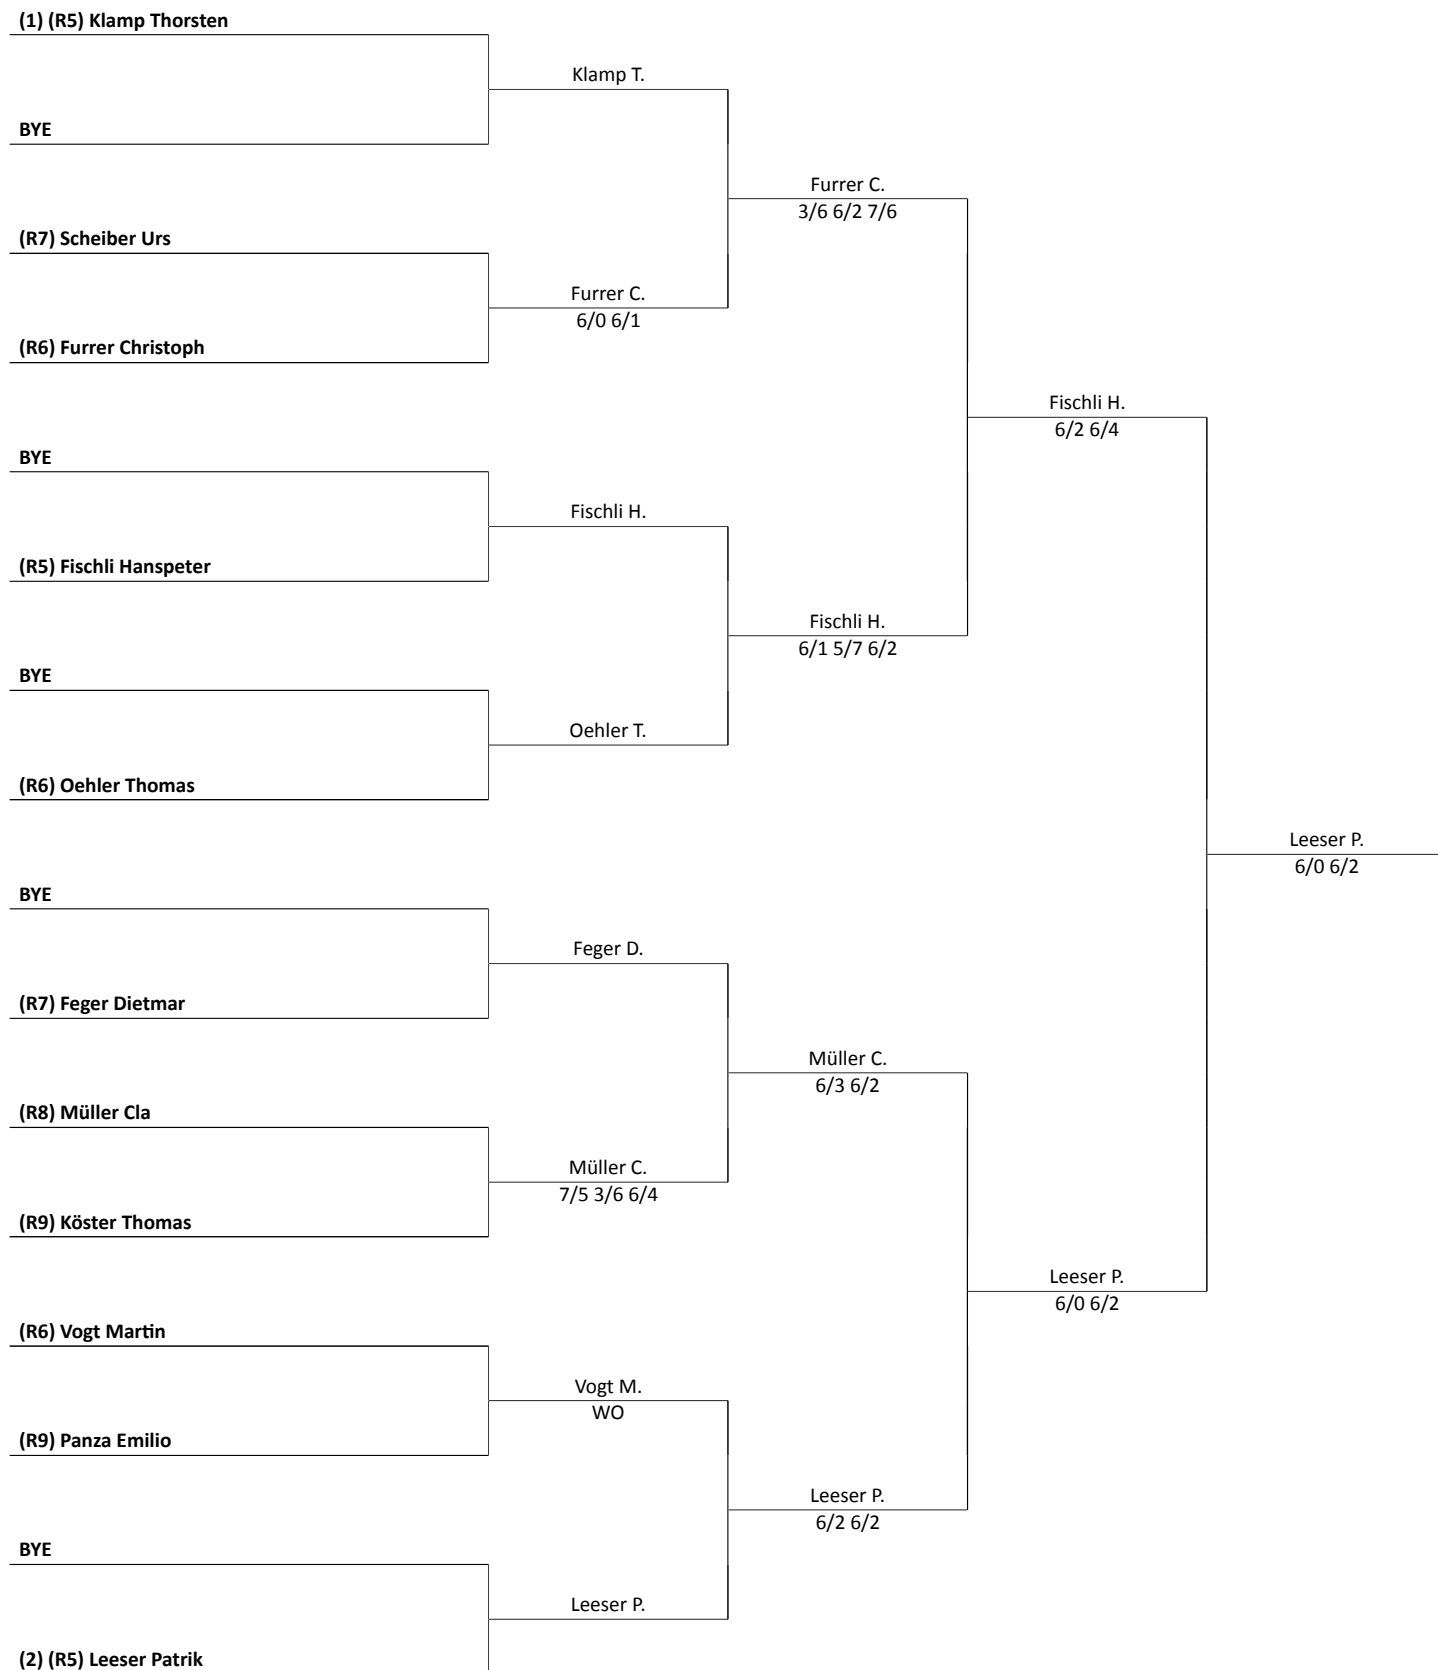 (1) (R5) Klamp Thorsten
Klamp T.
BYE
Furrer C.
3/6 6/2 7/6
(R7) Scheiber Urs
Furrer C.
6/0 6/1
(R6) Furrer Christoph
Fischli H.
6/2 6/4
BYE
Fischli H.
(R5) Fischli Hanspeter
Fischli H.
6/1 5/7 6/2
BYE
Oehler T.
(R6) Oehler Thomas
Leeser P.
6/0 6/2
BYE
Feger D.
(R7) Feger Dietmar
Müller C.
6/3 6/2
(R8) Müller Cla
Müller C.
7/5 3/6 6/4
(R9) Köster Thomas
Leeser P.
6/0 6/2
(R6) Vogt Martin
Vogt M.
WO
(R9) Panza Emilio
Leeser P.
6/2 6/2
BYE
Leeser P.
(2) (R5) Leeser Patrik